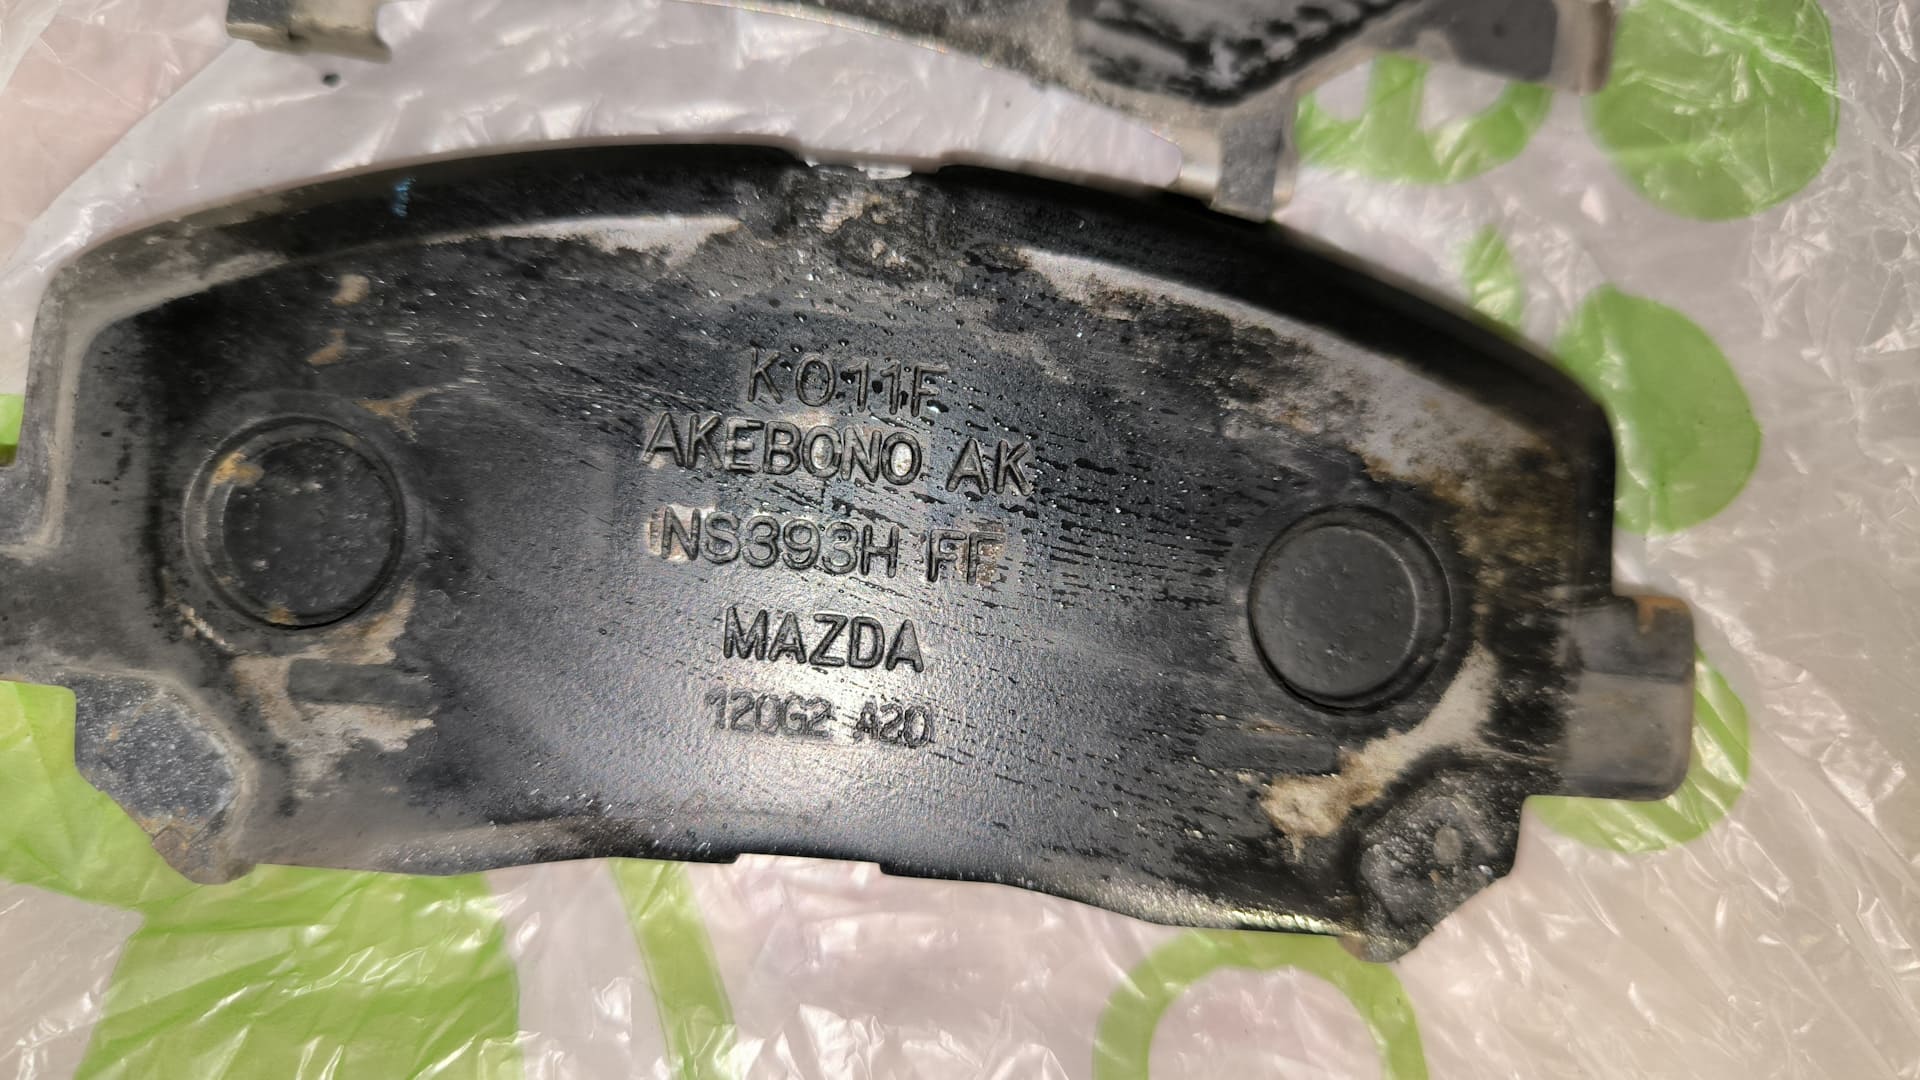 K011F
AKEBONO AK
NS393H FF
MAZDA
120G2 A20